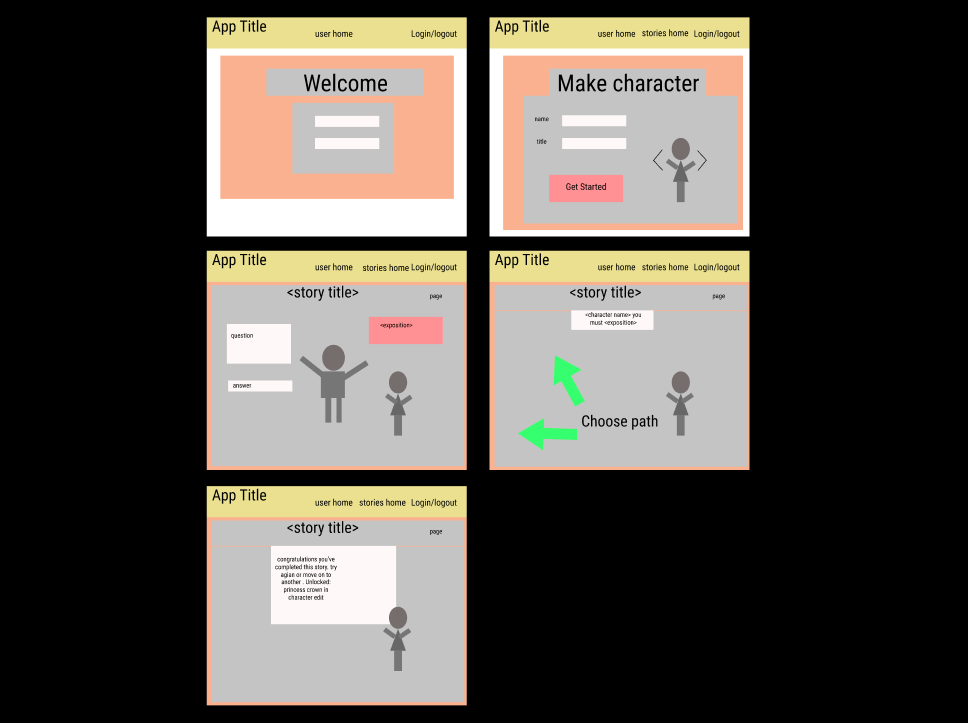 App Title
user home
Login/logout
Welcome
App Title
user home
stories home
Login/logout
Make character
name
title
Get Started
App Title
user home
stories home
Login/logout
<story title>
page
<exposition>
question
answer
App Title
user home
stories home
Login/logout
<story title>
page
<character name> you
must <exposition>
Choose path
App Title
user home
stories home
Login/logout
<story title>
page
congratulations you've
completed this story. try
agian or move on to
another . Unlocked:
princess crown in
character edit